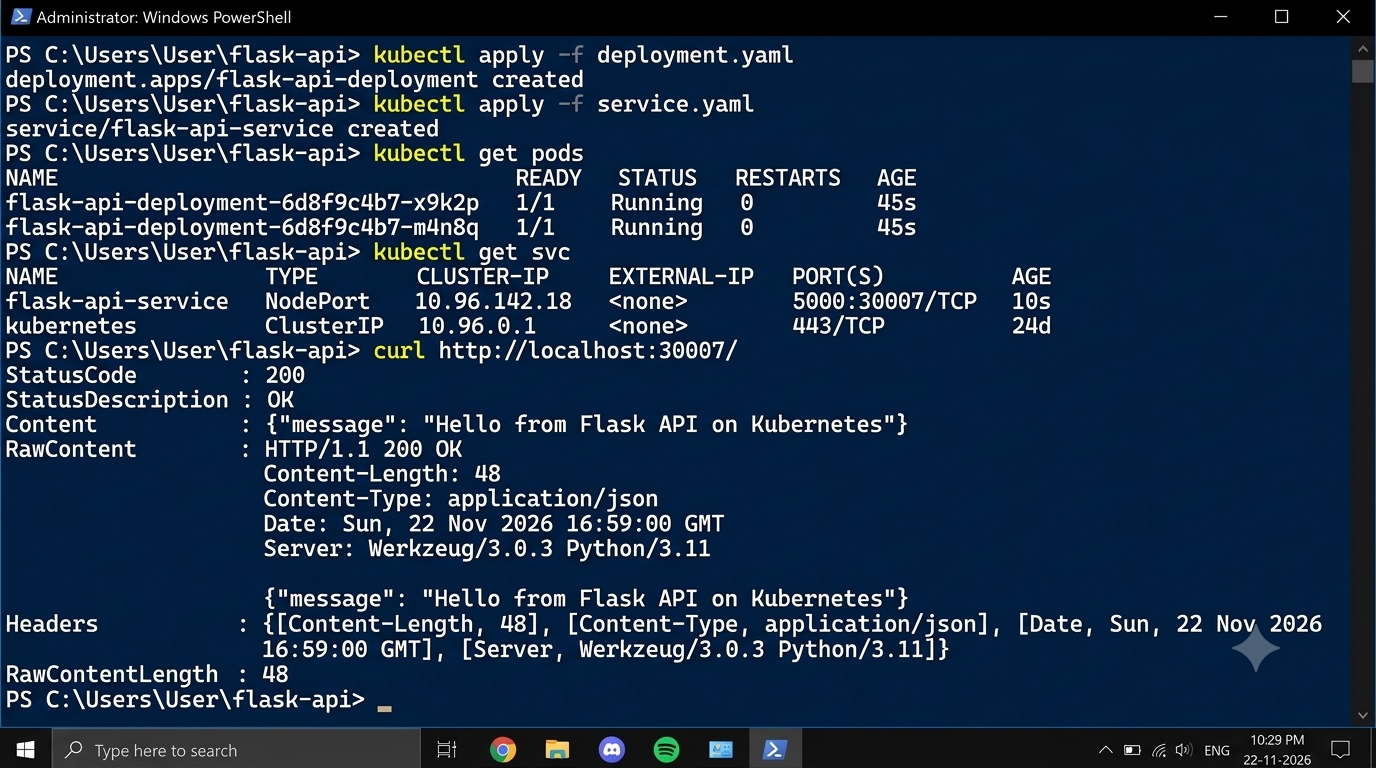 Administrator: Windows PowerShell
PS C:\Users\User\flask-api> kubectl apply -f deployment.yaml
deployment.apps/flask-api-deployment created
PS C:\Users\User\flask-api> kubectl apply -f service.yaml
service/flask-api-service created
PS C:\Users\User\flask-api> kubectl get pods
NAME READY STATUS RESTARTS AGE
flask-api-deployment-6d8f9c4b7-x9k2p 1/1 Running 0 45s
flask-api-deployment-6d8f9c4b7-m4n8q 1/1 Running 0 45s
PS C:\Users\User\flask-api> kubectl get svc
NAME TYPE CLUSTER-IP EXTERNAL-IP PORT(S) AGE
flask-api-service NodePort 10.96.142.18 <none> 5000:30007/TCP 10s
kubernetes ClusterIP 10.96.0.1 <none> 443/TCP 24d
PS C:\Users\User\flask-api> curl http://localhost:30007/
StatusCode : 200
StatusDescription : OK
Content : {"message": "Hello from Flask API on Kubernetes"}
RawContent : HTTP/1.1 200 OK
Content-Length: 48
Content-Type: application/json
Date: Sun, 22 Nov 2026 16:59:00 GMT
Server: Werkzeug/3.0.3 Python/3.11
{"message": "Hello from Flask API on Kubernetes"}
Headers : {[Content-Length, 48], [Content-Type, application/json], [Date, Sun, 22 Nov 2026
16:59:00 GMT], [Server, Werkzeug/3.0.3 Python/3.11]}
RawContentLength : 48
PS C:\Users\User\flask-api>
Type here to search
ENG
10:29 PM
22-11-2026